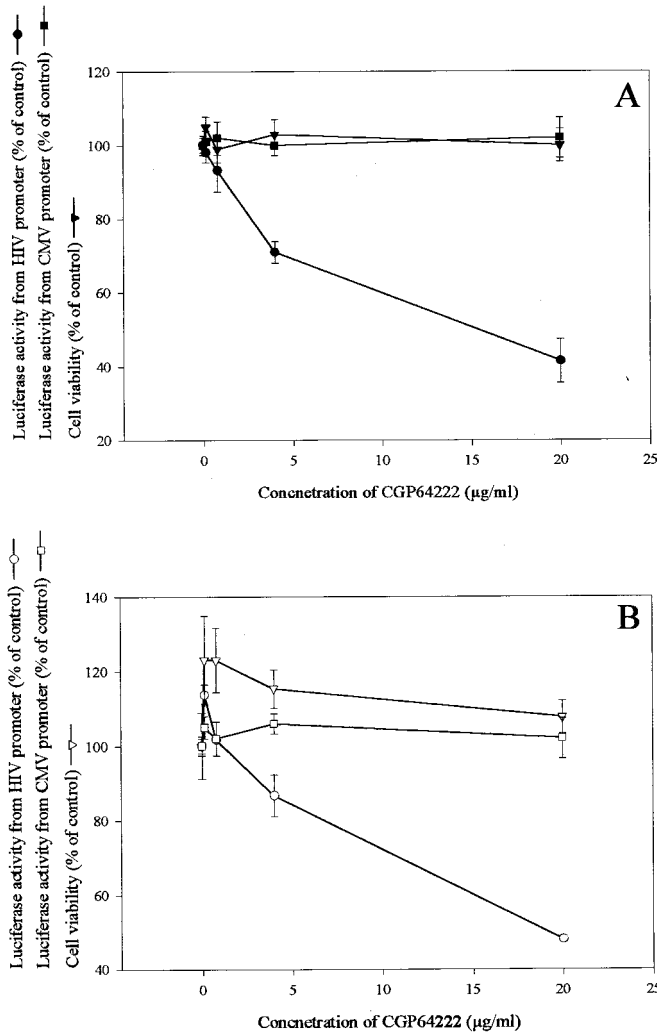 Luciferase activity from HIV promoter (% of control)
Luciferase activity from CMV promoter (% of control)
Cell viability (% of control)
A
120
100
80
60
40
20
0
5
10
15
20
25
Concnetration of CGP64222 (µg/ml)
Luciferase activity from HIV promoter (% of control)
Luciferase activity from CMV promoter (% of control)
Cell viability (% of control)
B
140
120
100
80
60
40
0
5
10
15
20
25
Concnetration of CGP64222 (µg/ml)